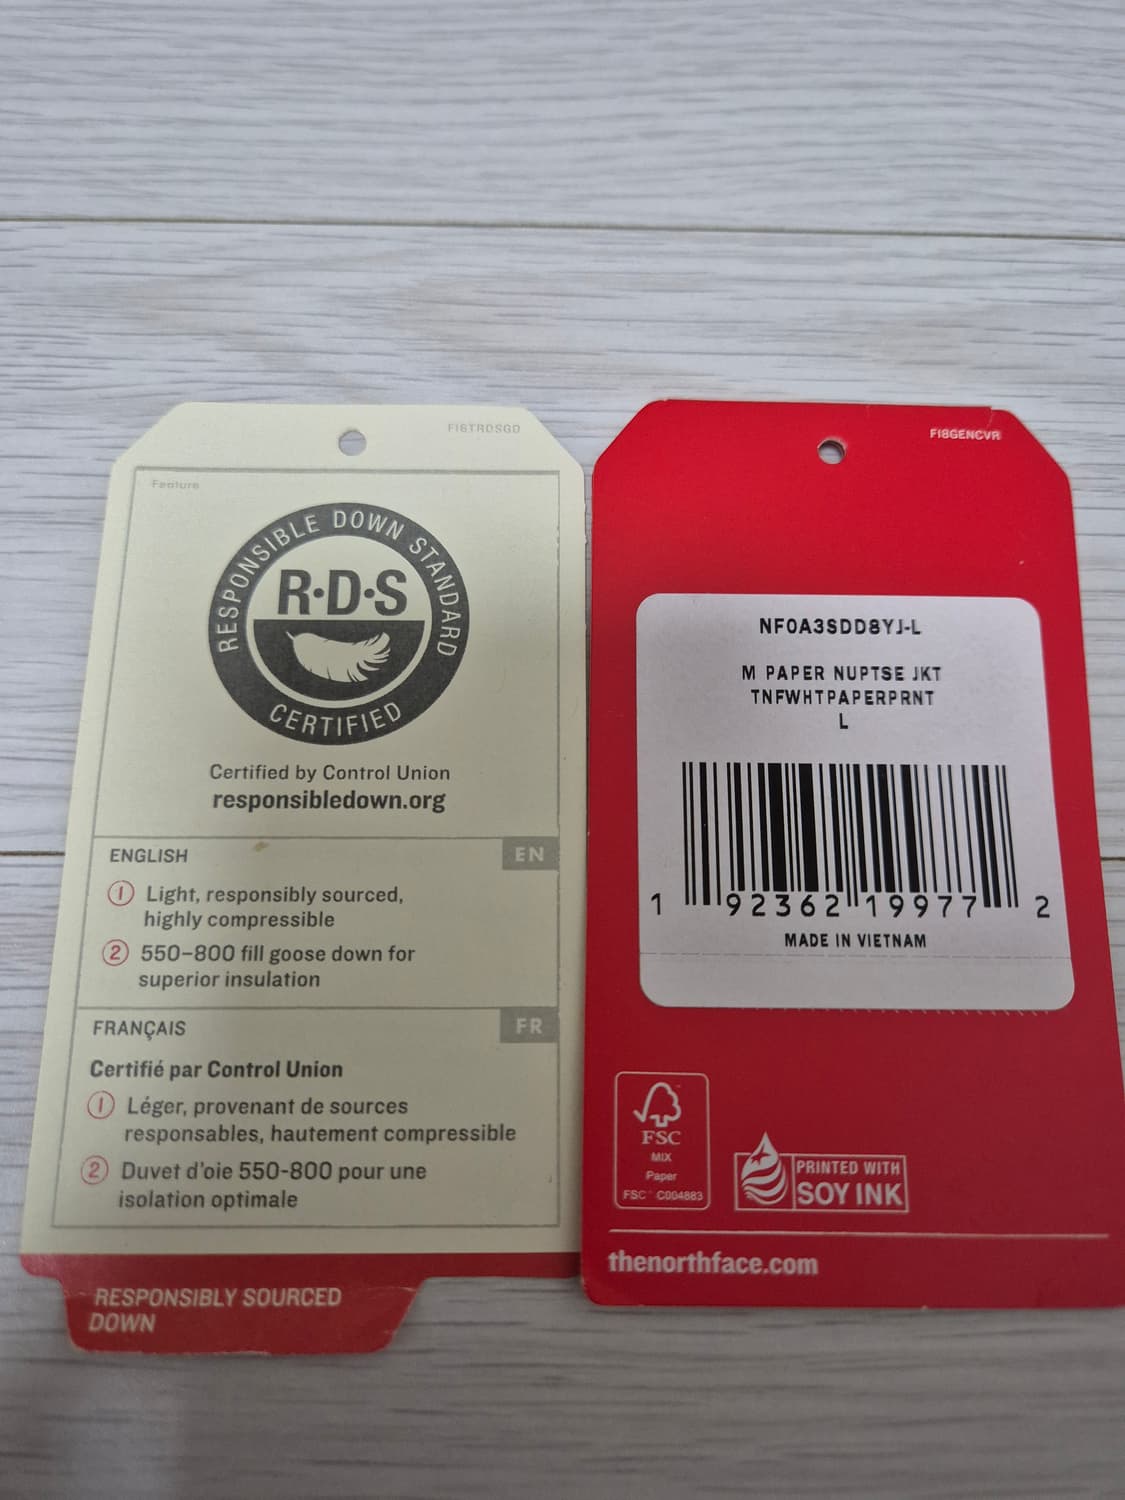 FI6TRDSGD
Feature
RESPONSIBLE DOWN STANDARD
R·D·S
CERTIFIED
Certified by Control Union
responsibledown.org
ENGLISH
EN
1 Light, responsibly sourced,
highly compressible
2 550–800 fill goose down for
superior insulation
FRANÇAIS
FR
Certifié par Control Union
1 Léger, provenant de sources
responsables, hautement compressible
2 Duvet d'oie 550-800 pour une
isolation optimale
RESPONSIBLY SOURCED
DOWN
FI8GENCVR
NF0A3SDD8YJ-L
M PAPER NUPTSE JKT
TNFWHTPAPERPRNT
L
1 92362 19977 2
MADE IN VIETNAM
FSC
MIX
Paper
FSC® C004883
PRINTED WITH
SOY INK
thenorthface.com